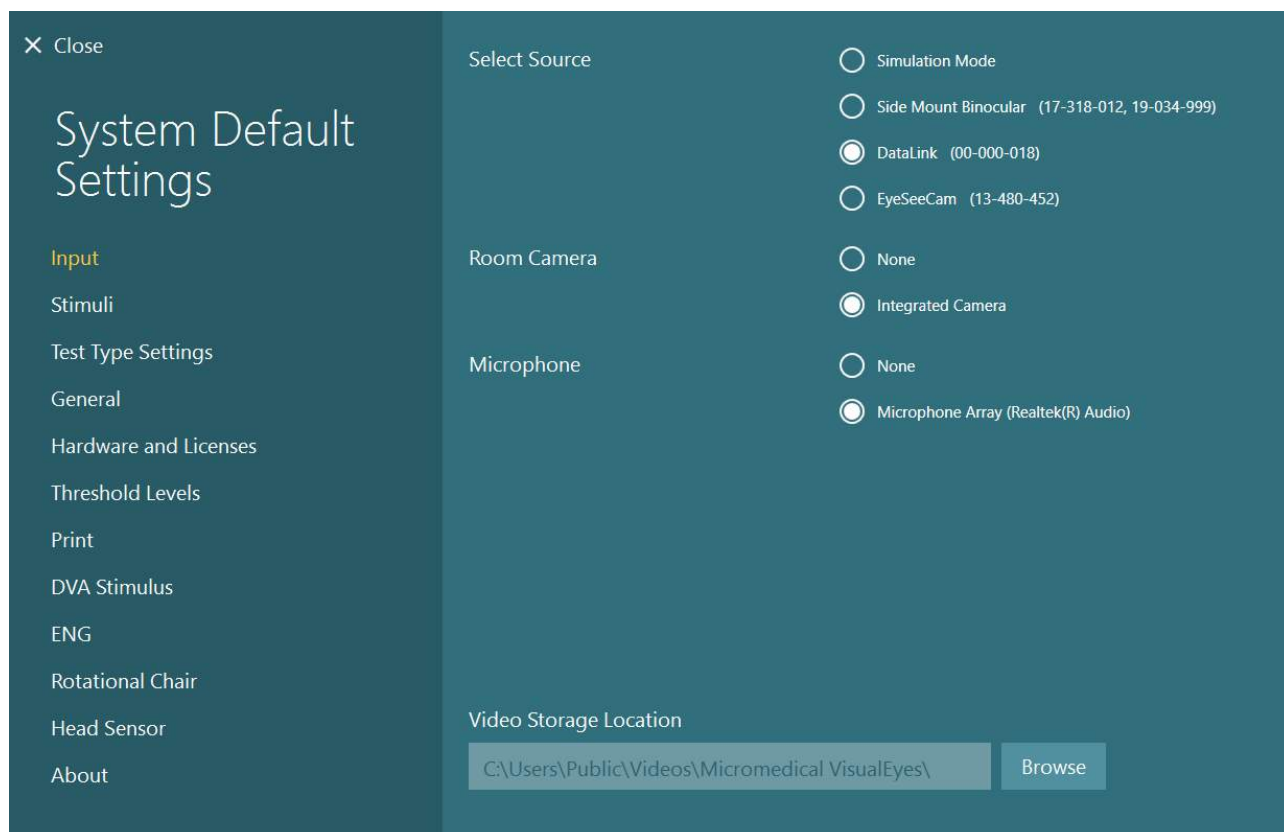 Close
System Default
Settings
Input
Stimuli
Test Type Settings
General
Hardware and Licenses
Threshold Levels
Print
DVA Stimulus
ENG
Rotational Chair
Head Sensor
About
Select Source
Simulation Mode
Side Mount Binocular (17-318-012, 19-034-999)
DataLink (00-000-018)
EyeSeeCam (13-480-452)
Room Camera
None
Integrated Camera
Microphone
None
Microphone Array (Realtek(R) Audio)
Video Storage Location
C:\Users\Public\Videos\Micromedical VisualEyes\
Browse